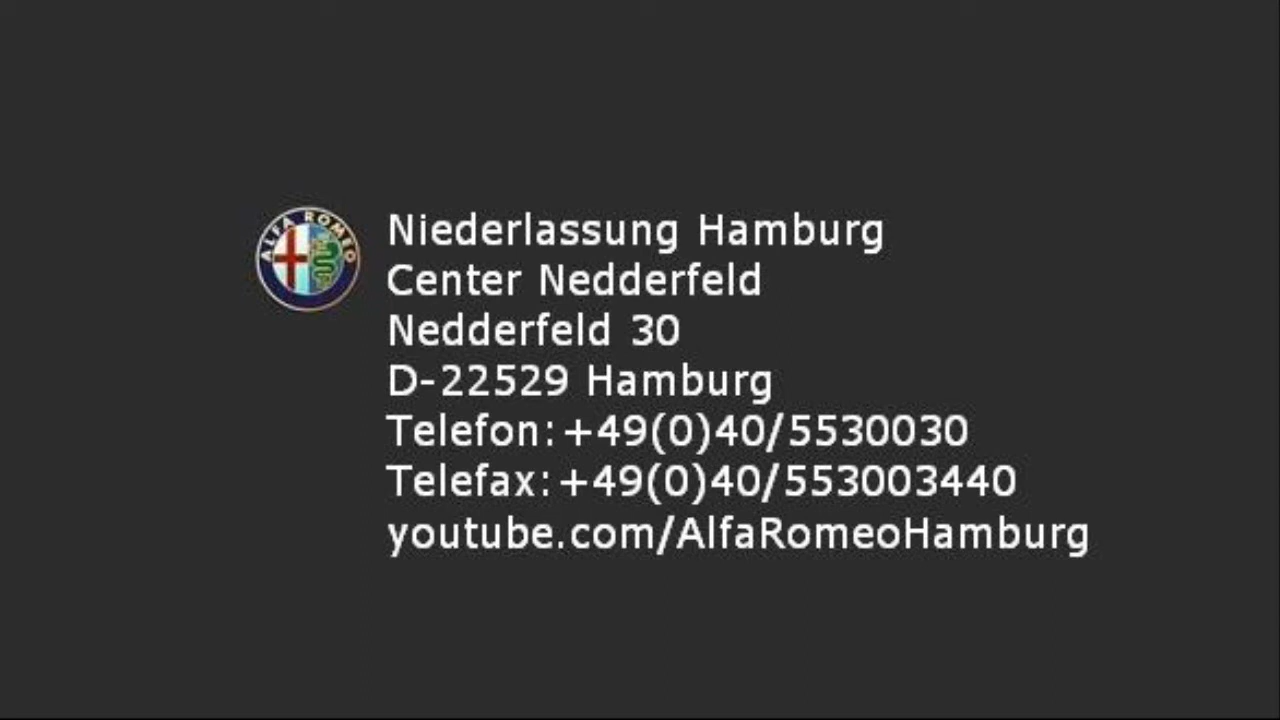 ALFA ROMEO
Niederlassung Hamburg
Center Nedderfeld
Nedderfeld 30
D-22529 Hamburg
Telefon:+49(0)40/5530030
Telefax:+49(0)40/553003440
youtube.com/AlfaRomeoHamburg